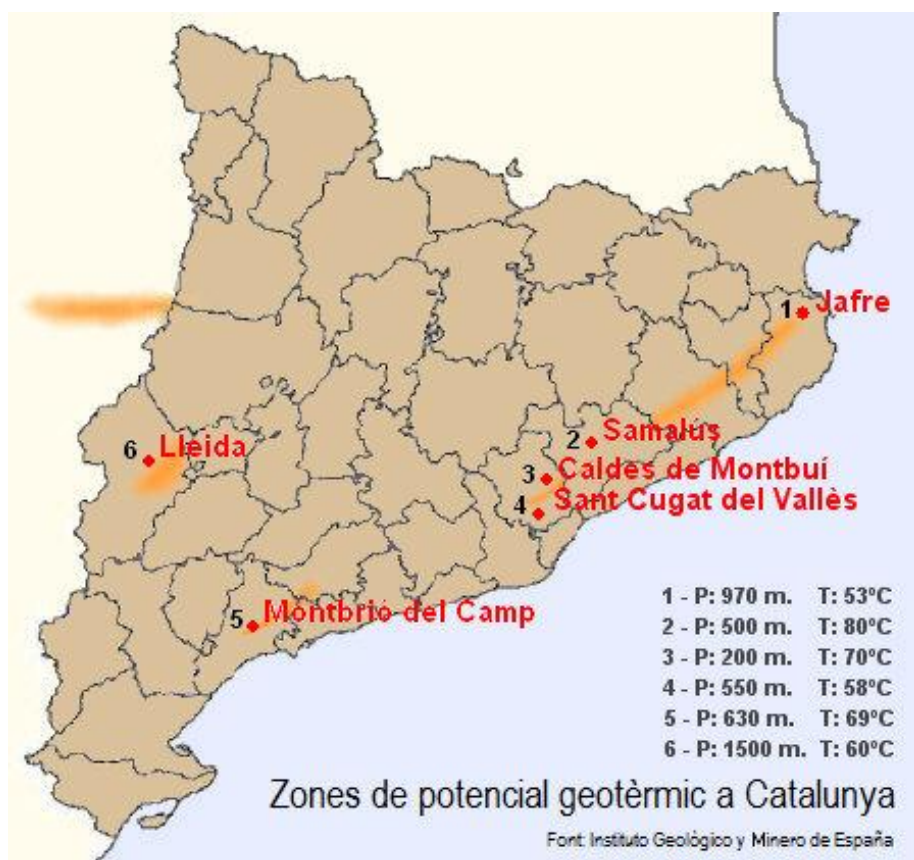 1 Jafre
2 Samalús
3 Caldes de Montbuí
4 Sant Cugat del Vallès
6 Lleida
5 Montbrió del Camp
1 - P: 970 m. T: 53ºC
2 - P: 500 m. T: 80ºC
3 - P: 200 m. T: 70ºC
4 - P: 550 m. T: 58ºC
5 - P: 630 m. T: 69ºC
6 - P: 1500 m. T: 60ºC
Zones de potencial geotèrmic a Catalunya
Font: Instituto Geológico y Minero de España